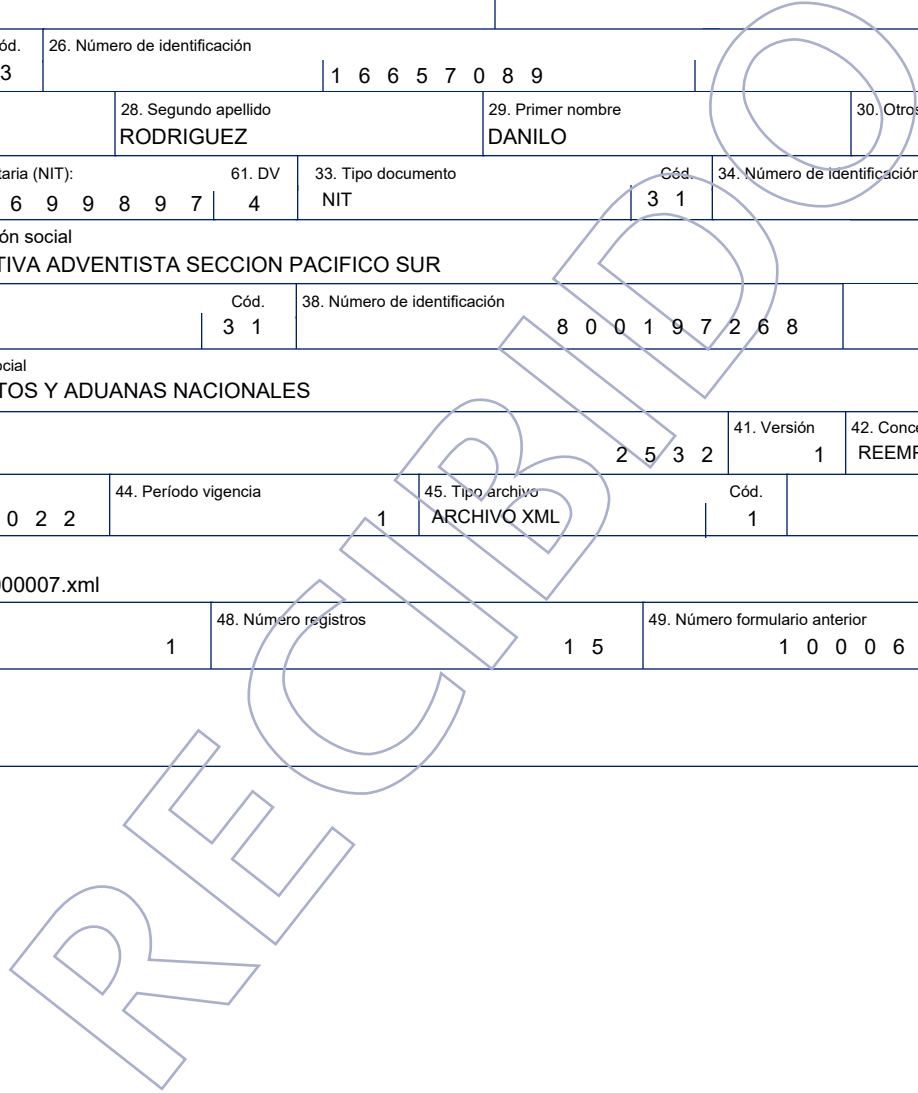 ód. 26. Número de identificación
3 1 6 6 5 7 0 8 9
28. Segundo apellido 29. Primer nombre 30. Otros
RODRIGUEZ DANILO
taria (NIT): 61. DV 33. Tipo documento Cód. 34. Número de identificación
6 9 9 8 9 7 4 NIT 3 1
ón social
TIVA ADVENTISTA SECCION PACIFICO SUR
Cód. 38. Número de identificación
3 1 8 0 0 1 9 7 2 6 8
ocial
TOS Y ADUANAS NACIONALES
41. Versión 42. Conce
2 5 3 2 1 REEMP
44. Período vigencia 45. Tipo archivo Cód.
0 2 2 1 ARCHIVO XML 1
000007.xml
48. Número registros 49. Número formulario anterior
1 1 5 1 0 0 0 6
RECIBIDO